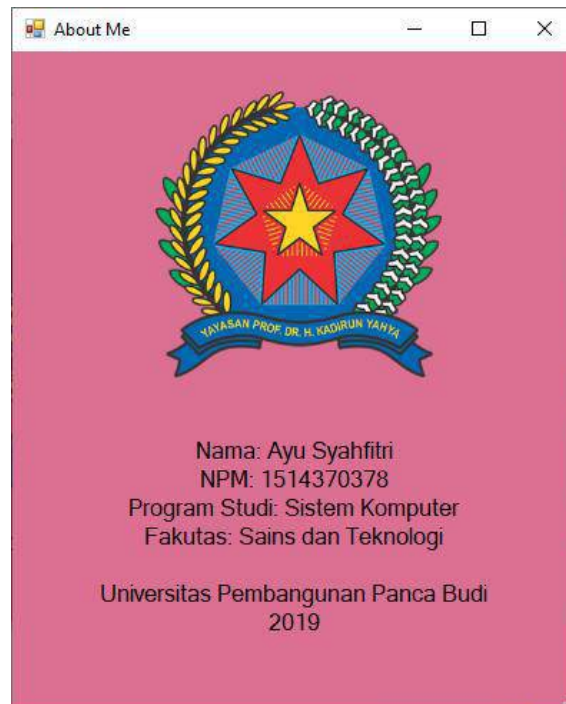 About Me
YAYASAN PROF. DR. H. KADIRUN YAHYA
Nama: Ayu Syahfitri
NPM: 1514370378
Program Studi: Sistem Komputer
Fakutas: Sains dan Teknologi
Universitas Pembangunan Panca Budi
2019